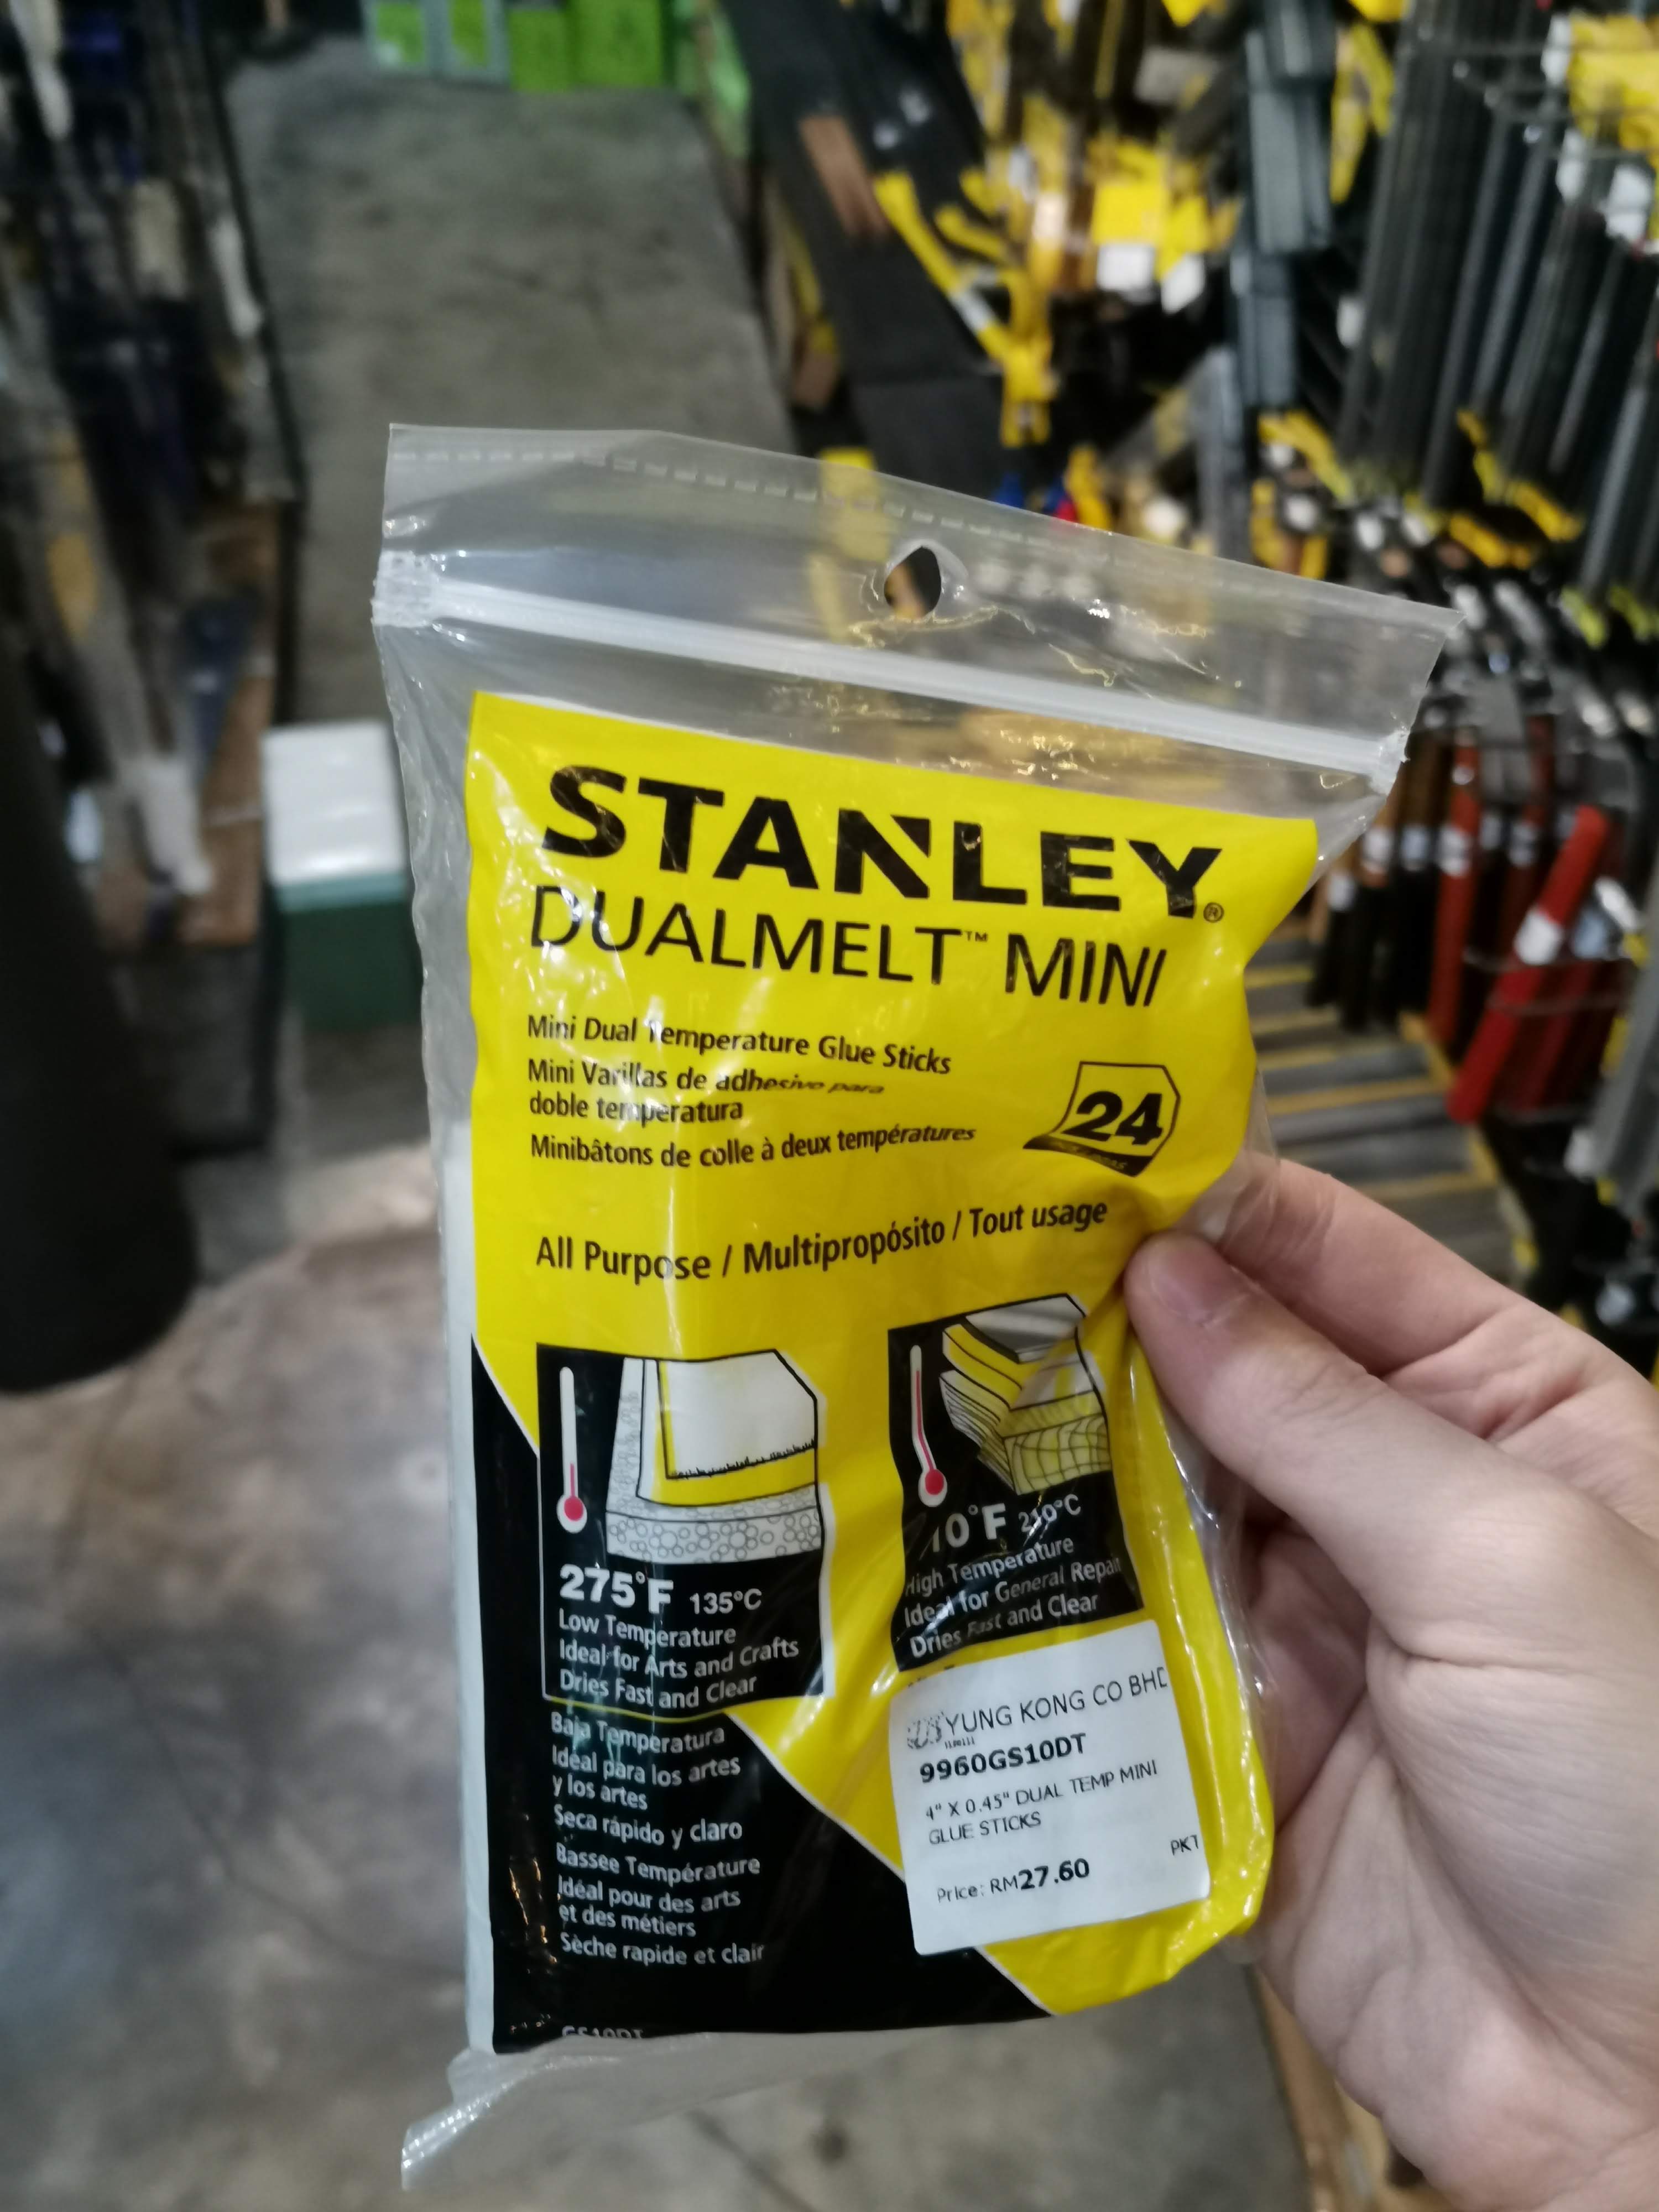 STANLEY®
DUALMELT™ MINI
Mini Dual Temperature Glue Sticks
Mini Varillas de adhesivo para
doble temperatura
Minibâtons de colle à deux températures
24
All Purpose / Multipropósito / Tout usage
275°F 135°C
Low Temperature
Ideal for Arts and Crafts
Dries Fast and Clear
Baja Temperatura
Ideal para los artes
y los artes
Seca rápido y claro
Bassee Température
Idéal pour des arts
et des métiers
Sèche rapide et clair
GS10DT
10°F 210°C
High Temperature
Ideal for General Repair
Dries Fast and Clear
YUNG KONG CO BHD
9960GS10DT
4" X 0.45" DUAL TEMP MINI
GLUE STICKS
PKT
Price: RM27.60